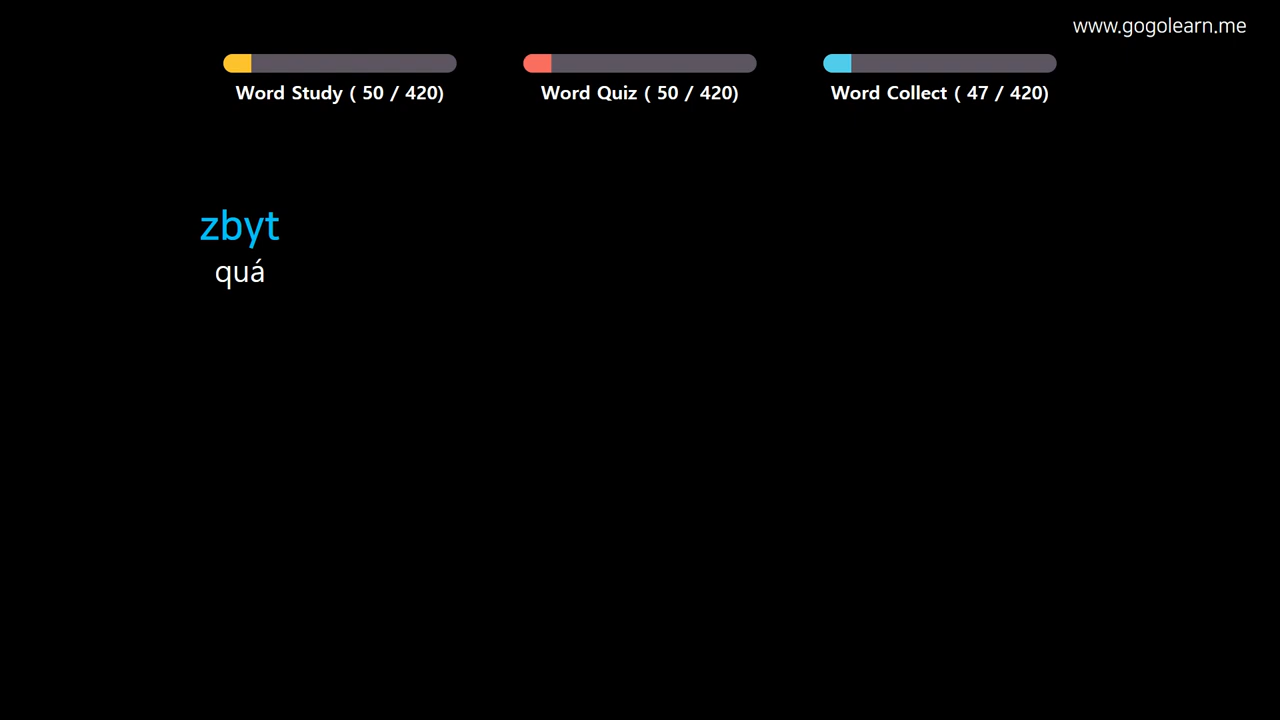 www.gogolearn.me
Word Study ( 50 / 420)
Word Quiz ( 50 / 420)
Word Collect ( 47 / 420)
zbyt
quá